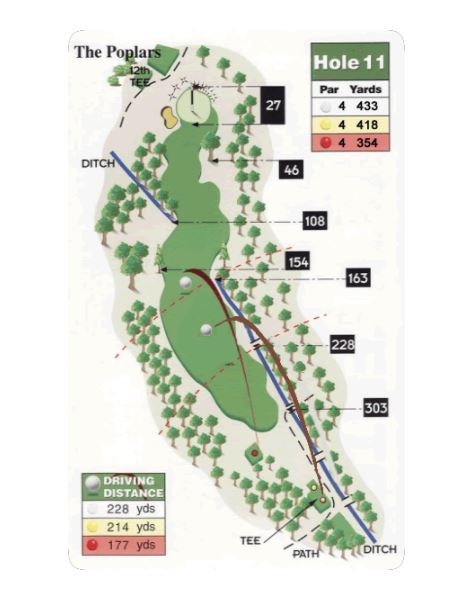 The Poplars
12th
TEE
Hole 11
Par Yards
4 433
4 418
4 354
27
DITCH
46
108
154
163
228
303
DRIVING
DISTANCE
228 yds
214 yds
177 yds
TEE
PATH
DITCH